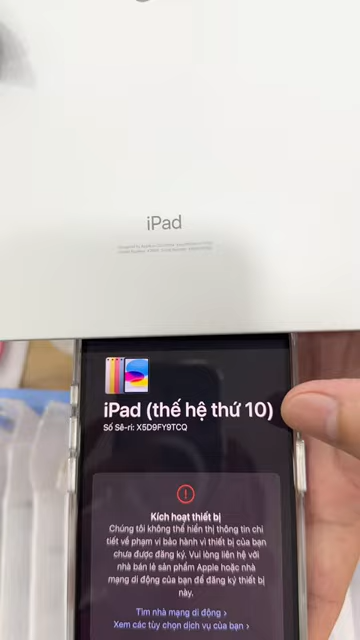 iPad
iPad (thế hệ thứ 10)
Số Sê-ri: X5D9FY9TCQ
Kích hoạt thiết bị
Chúng tôi không thể hiển thị thông tin chi
tiết về phạm vi bảo hành vì thiết bị của bạn
chưa được đăng ký. Vui lòng liên hệ với
nhà bán lẻ sản phẩm Apple hoặc nhà
mạng di động của bạn để đăng ký thiết bị
này.
Tìm nhà mạng di động >
Xem các tùy chọn dịch vụ của bạn >